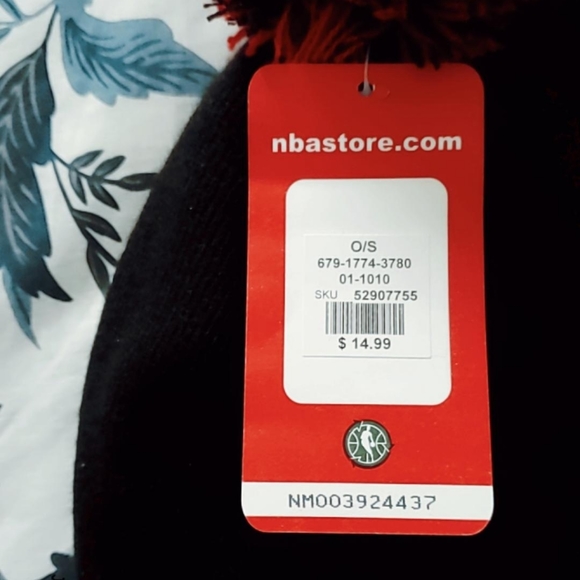 nbastore.com
O/S
679-1774-3780
01-1010
SKU 52907755
$ 14.99
NM003924437